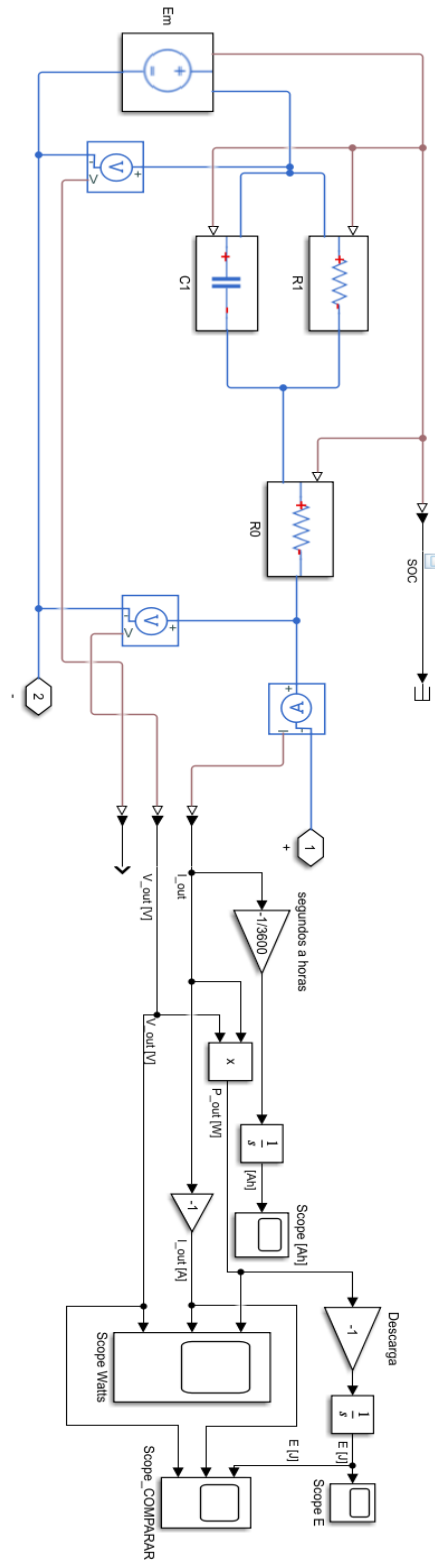 SOC
Descarga
-1
1
s
E [J]
Scope E
E [J]
segundos a horas
-1/3600
1
s
[Ah]
Scope [Ah]
1
+
+
-
+
-
R1
+
-
R0
+
-
A
I
x
P_out [W]
C1
+
-
I_out
-1
I_out [A]
Em
+
V_out [V]
V_out [V]
Scope Watts
Scope_COMPARAR
+
-
V
V
+
-
V
V
2
-